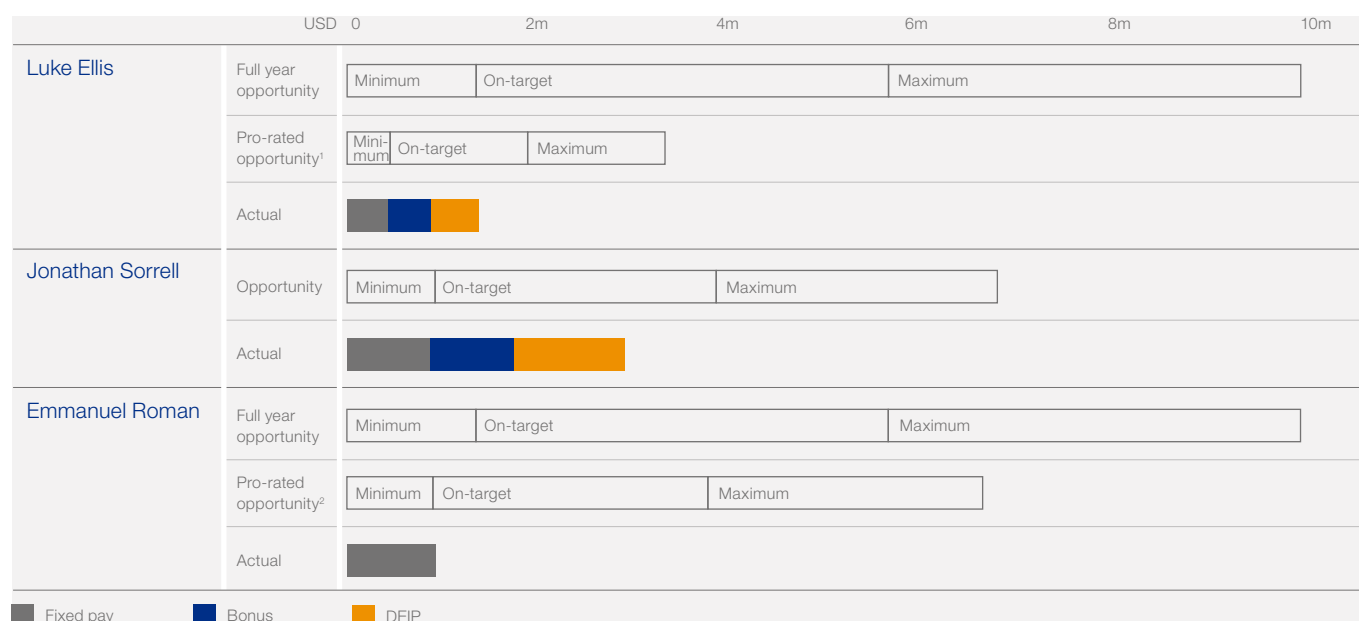 USD 0 2m 4m 6m 8m 10m
Luke Ellis
Full year
opportunity
Minimum On-target Maximum
Pro-rated
opportunity¹
Mini-
mum On-target Maximum
Actual
Jonathan Sorrell
Opportunity Minimum On-target Maximum
Actual
Emmanuel Roman
Full year
opportunity
Minimum On-target Maximum
Pro-rated
opportunity²
Minimum On-target Maximum
Actual
Fixed pay Bonus DEIP